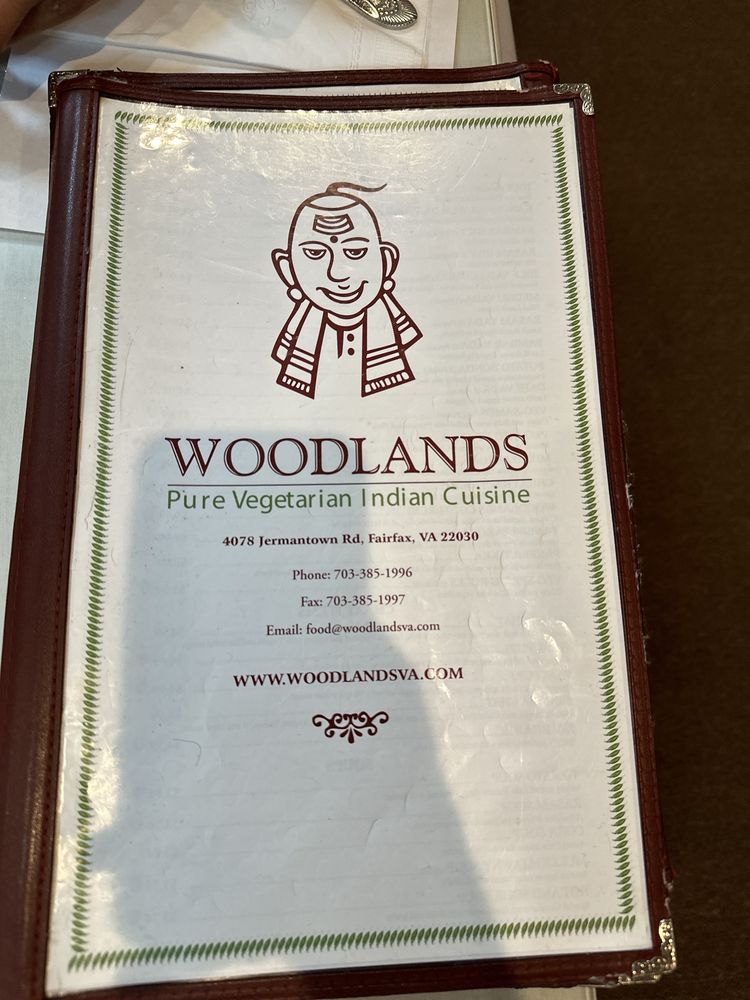 WOODLANDS
Pure Vegetarian Indian Cuisine
4078 Jermantown Rd, Fairfax, VA 22030
Phone: 703-385-1996
Fax: 703-385-1997
Email: food@woodlandsva.com
WWW.WOODLANDSVA.COM